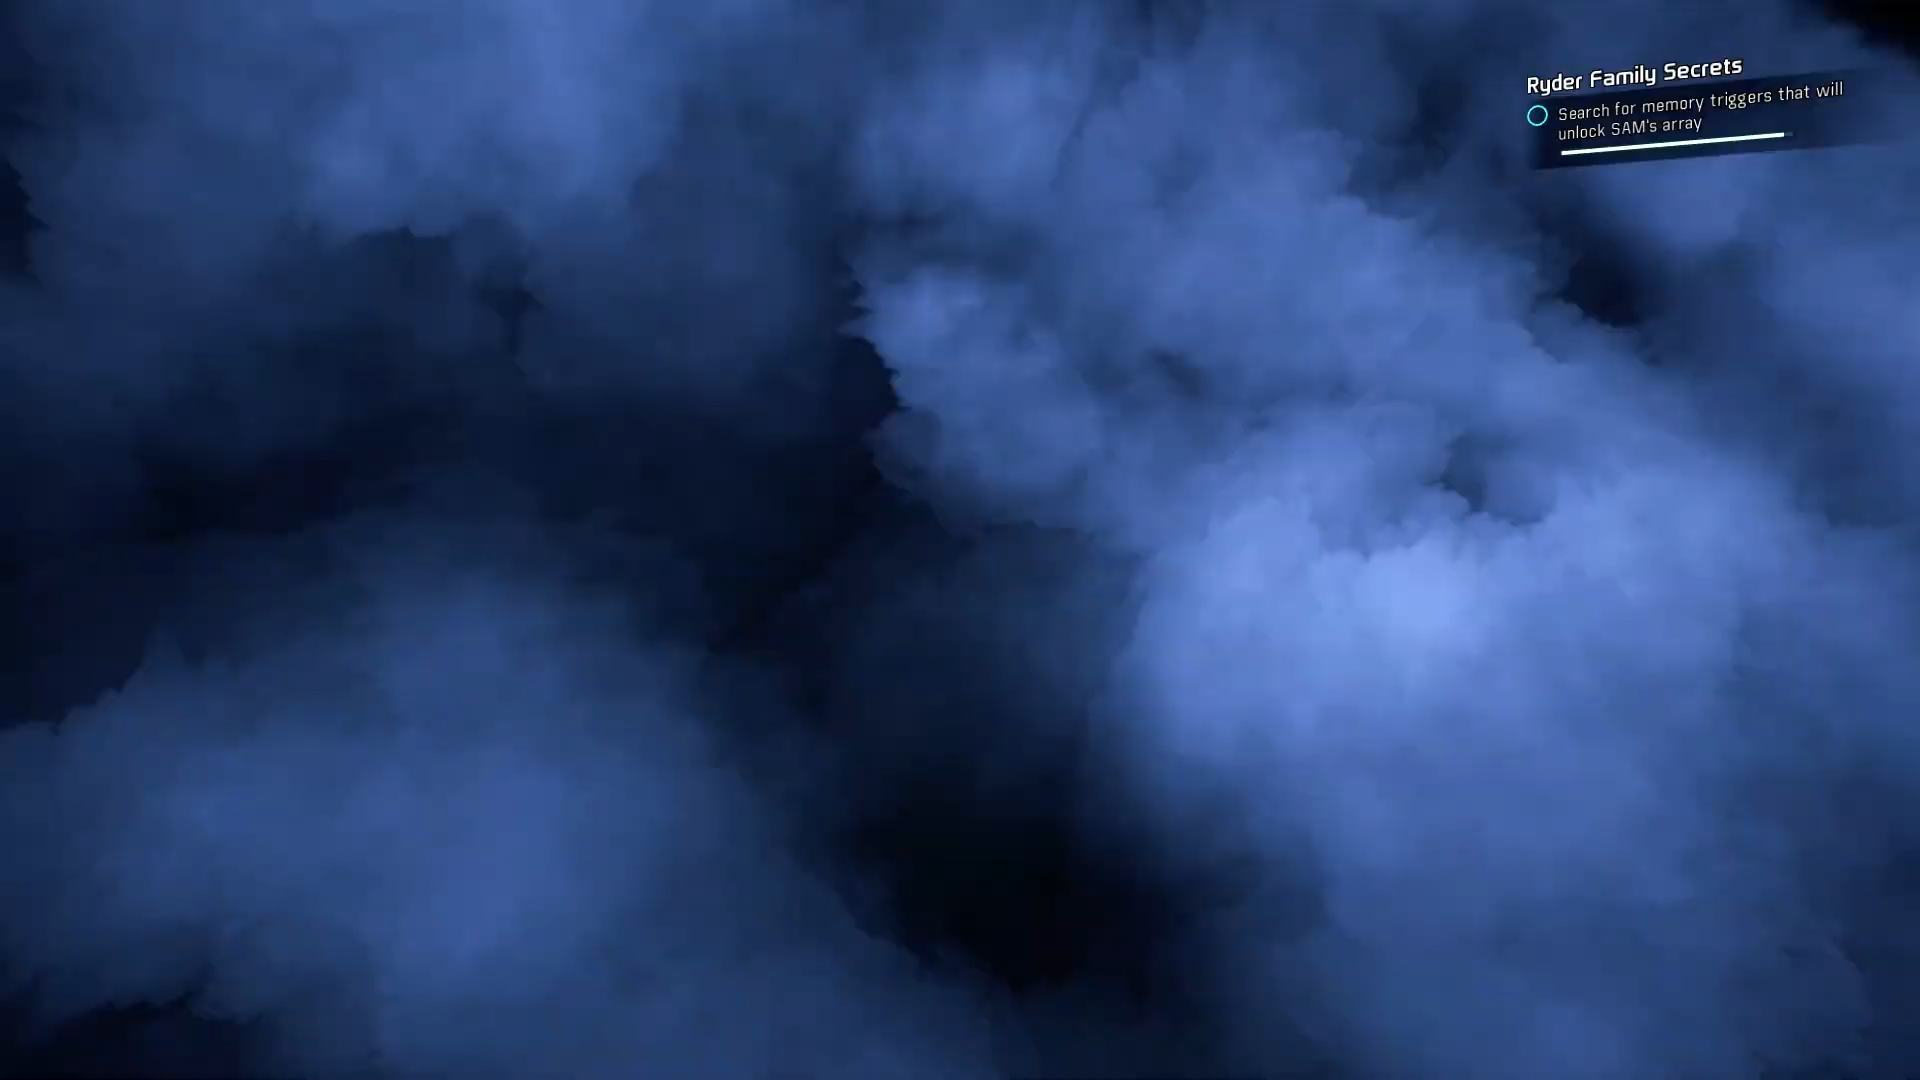 Ryder Family Secrets
Search for memory triggers that will
unlock SAM's array